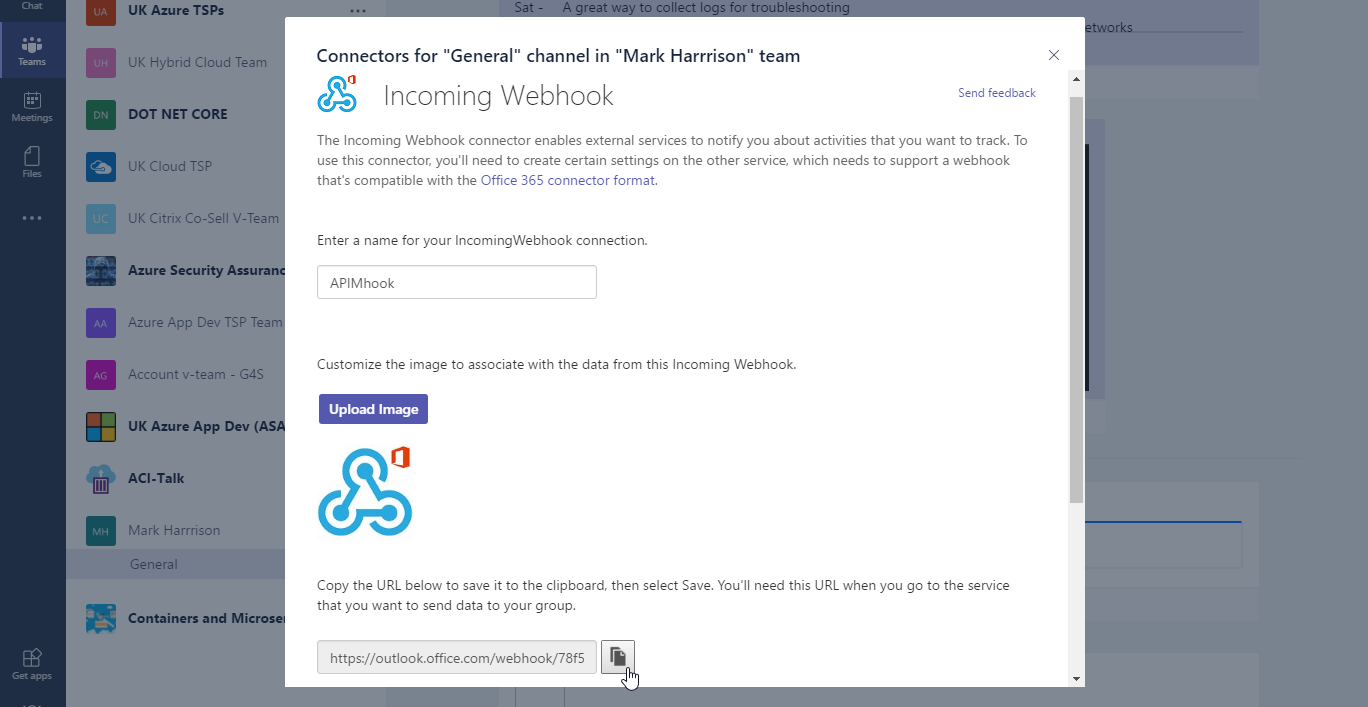 Chat
Teams
Meetings
Files
Get apps
UA UK Azure TSPs
UH UK Hybrid Cloud Team
DN DOT NET CORE
UK Cloud TSP
UC UK Citrix Co-Sell V-Team
Azure Security Assuranc
AA Azure App Dev TSP Team
AG Account v-team - G4S
UK Azure App Dev (ASA
ACI-Talk
MH Mark Harrrison
General
Containers and Microser
Sat - A great way to collect logs for troubleshooting
etworks
Connectors for "General" channel in "Mark Harrrison" team
Incoming Webhook
Send feedback
The Incoming Webhook connector enables external services to notify you about activities that you want to track. To
use this connector, you'll need to create certain settings on the other service, which needs to support a webhook
that's compatible with the Office 365 connector format.
Enter a name for your IncomingWebhook connection.
APIMhook
Customize the image to associate with the data from this Incoming Webhook.
Upload Image
Copy the URL below to save it to the clipboard, then select Save. You'll need this URL when you go to the service
that you want to send data to your group.
https://outlook.office.com/webhook/78f5